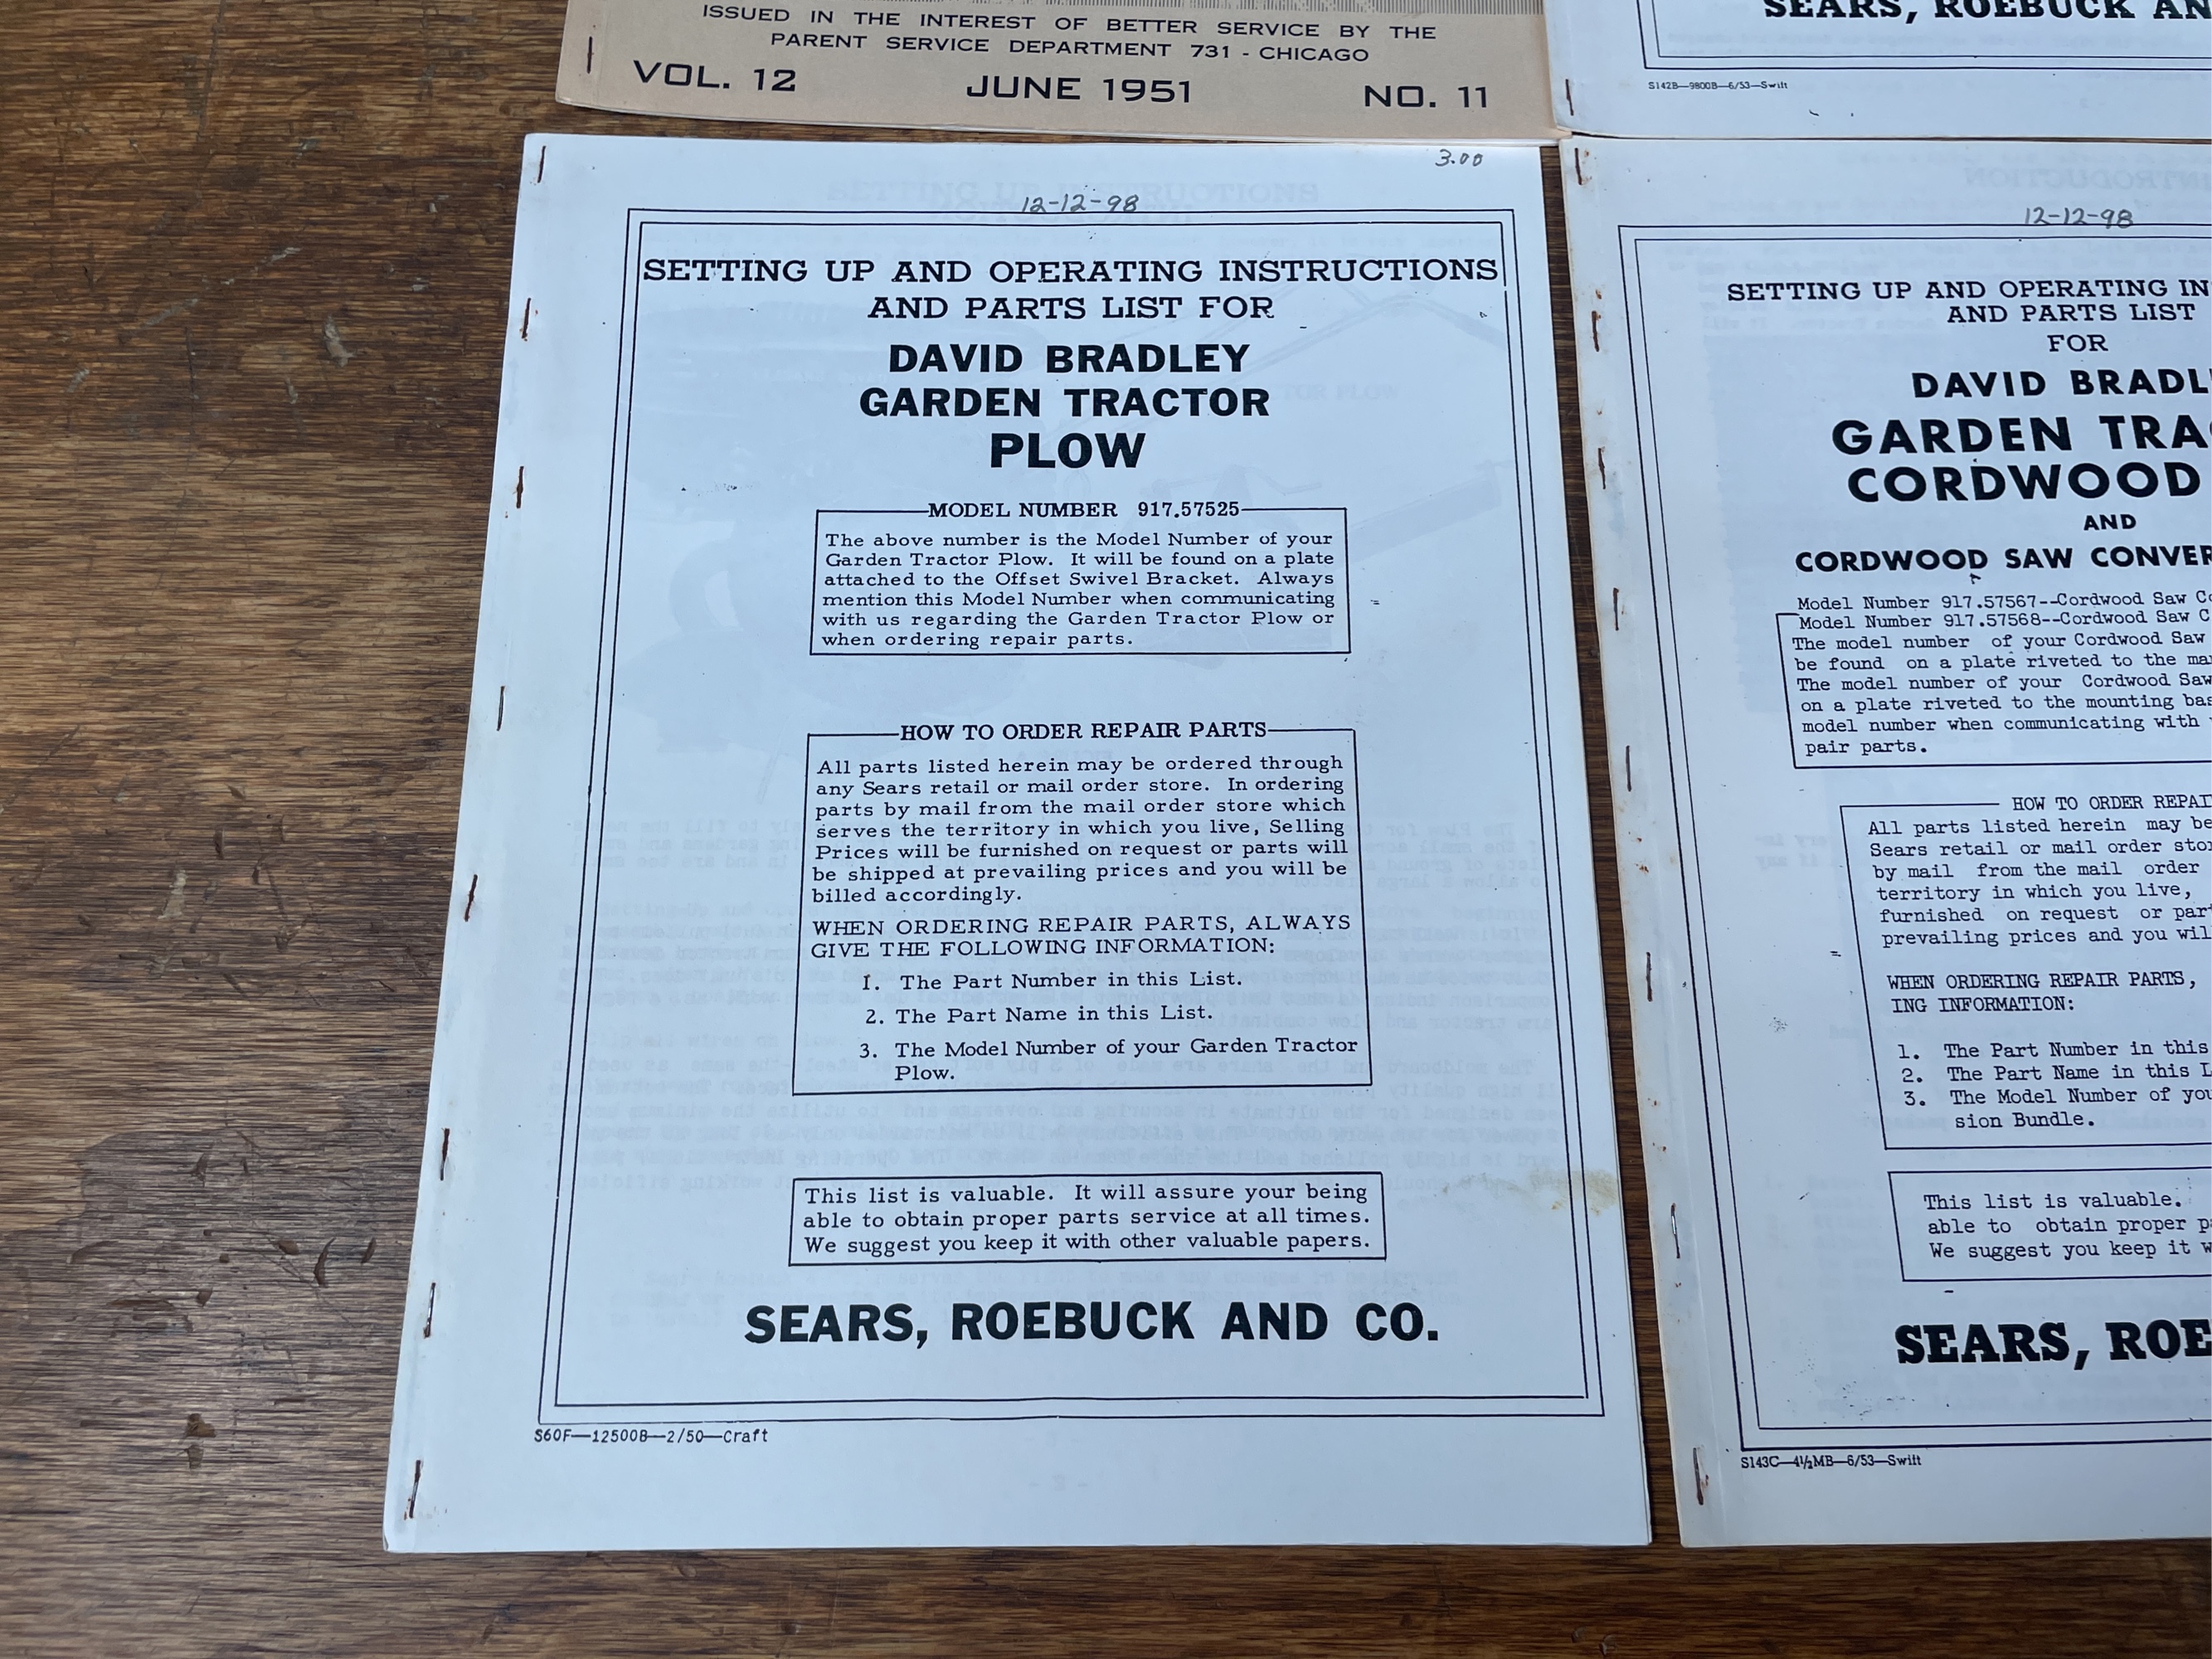 ISSUED IN THE INTEREST OF BETTER SERVICE BY THE
PARENT SERVICE DEPARTMENT 731 - CHICAGO
VOL. 12 JUNE 1951 NO. 11
SEARS, ROEBUCK AN
S142B—9800B—6/53—Swift
3.00
12-12-98
SETTING UP AND OPERATING INSTRUCTIONS
AND PARTS LIST FOR
DAVID BRADLEY
GARDEN TRACTOR
PLOW
MODEL NUMBER 917.57525
The above number is the Model Number of your
Garden Tractor Plow. It will be found on a plate
attached to the Offset Swivel Bracket. Always
mention this Model Number when communicating
with us regarding the Garden Tractor Plow or
when ordering repair parts.
HOW TO ORDER REPAIR PARTS
All parts listed herein may be ordered through
any Sears retail or mail order store. In ordering
parts by mail from the mail order store which
serves the territory in which you live, Selling
Prices will be furnished on request or parts will
be shipped at prevailing prices and you will be
billed accordingly.
WHEN ORDERING REPAIR PARTS, ALWAYS
GIVE THE FOLLOWING INFORMATION:
1. The Part Number in this List.
2. The Part Name in this List.
3. The Model Number of your Garden Tractor
Plow.
This list is valuable. It will assure your being
able to obtain proper parts service at all times.
We suggest you keep it with other valuable papers.
SEARS, ROEBUCK AND CO.
S60F—12500B—2/50—Craft
12-12-98
SETTING UP AND OPERATING IN
AND PARTS LIST
FOR
DAVID BRADL
GARDEN TRA
CORDWOOD
AND
CORDWOOD SAW CONVER
Model Number 917.57567--Cordwood Saw Co
Model Number 917.57568--Cordwood Saw C
The model number of your Cordwood Saw
be found on a plate riveted to the ma
The model number of your Cordwood Saw
on a plate riveted to the mounting bas
model number when communicating with
pair parts.
HOW TO ORDER REPAI
All parts listed herein may be
Sears retail or mail order sto
by mail from the mail order
territory in which you live,
furnished on request or par
prevailing prices and you wil
WHEN ORDERING REPAIR PARTS,
ING INFORMATION:
1. The Part Number in this
2. The Part Name in this L
3. The Model Number of you
sion Bundle.
This list is valuable.
able to obtain proper p
We suggest you keep it w
SEARS, ROE
S143C—4½MB—6/53—Swift